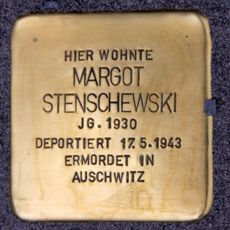 HIER WOHNTE
MARGOT
STENSCHEWSKI
JG. 1930
DEPORTIERT 17.5.1943
ERMORDET IN
AUSCHWITZ